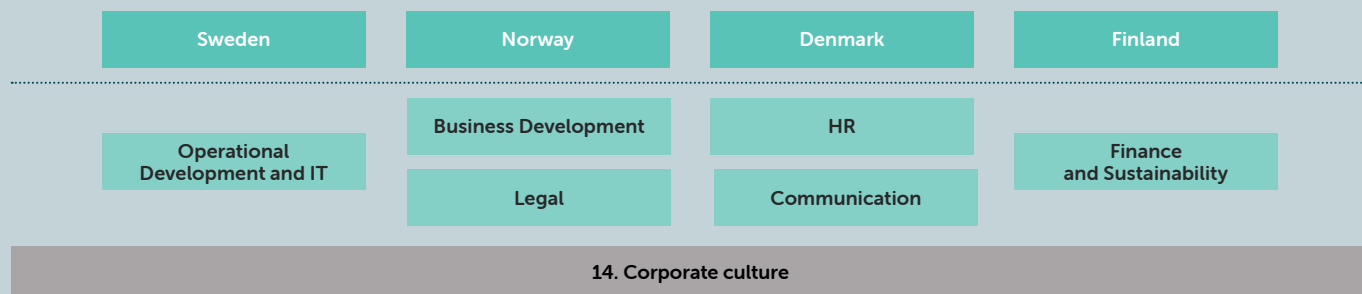 Sweden
Norway
Denmark
Finland
Business Development
HR
Operational
Development and IT
Finance
and Sustainability
Legal
Communication
14. Corporate culture